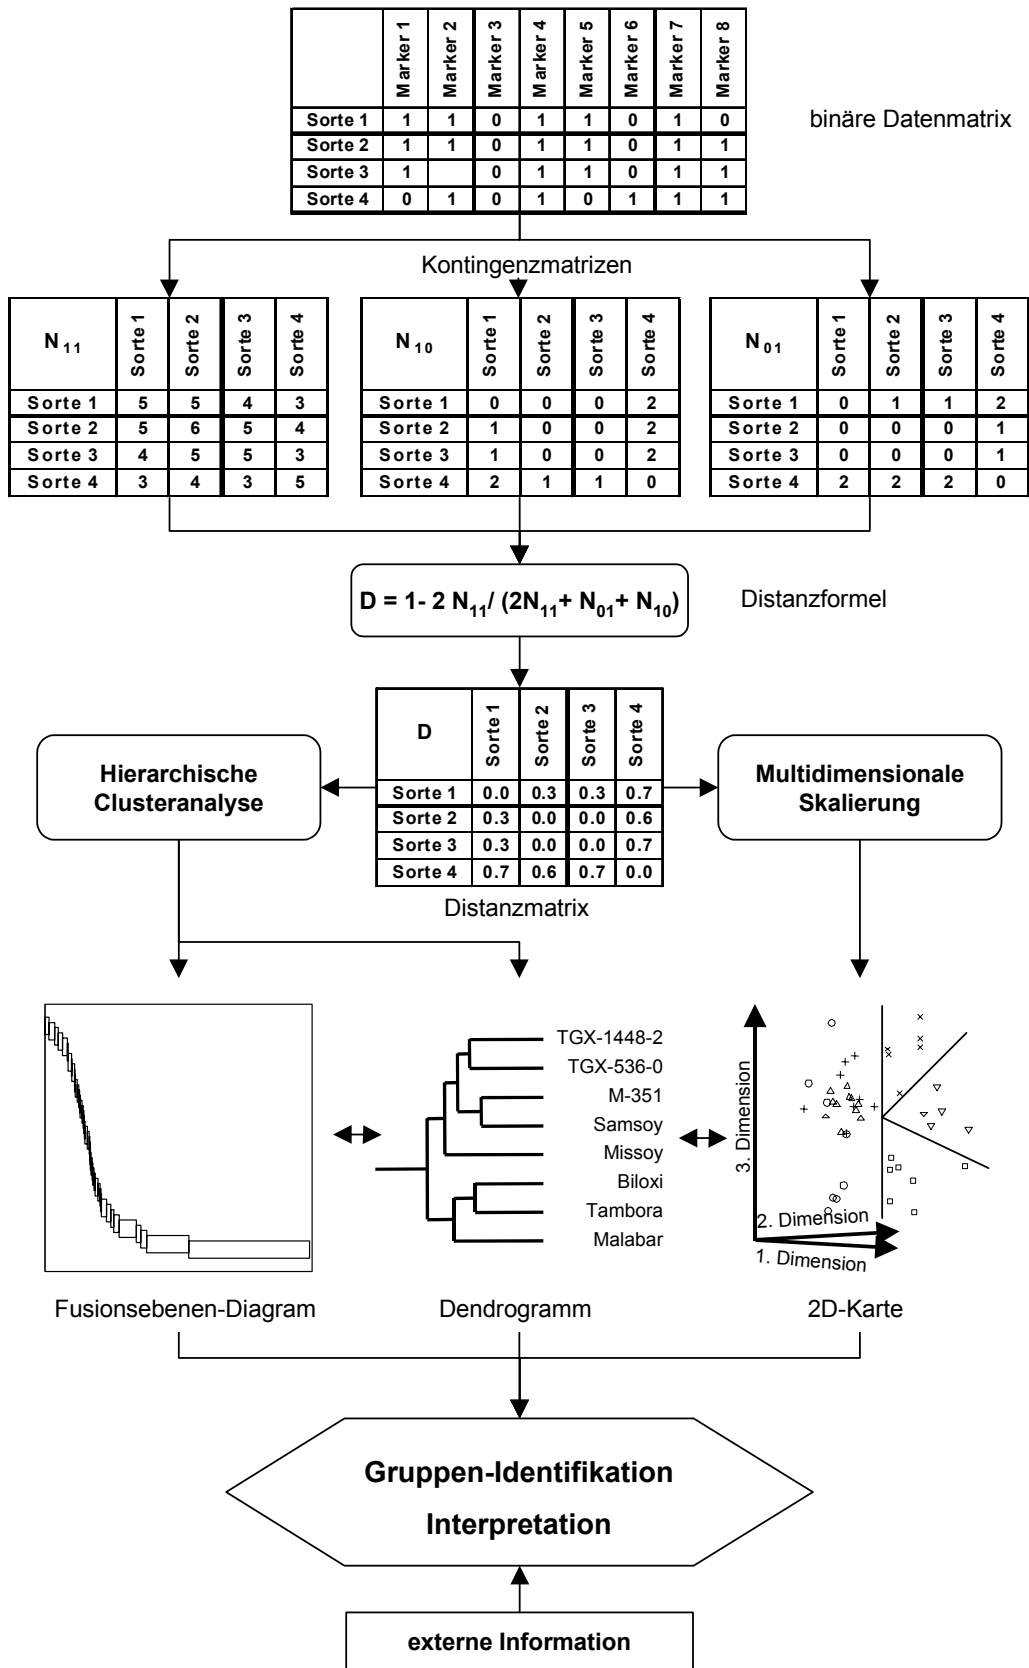 Marker 1 Marker 2 Marker 3 Marker 4 Marker 5 Marker 6 Marker 7 Marker 8
Sorte 1 1 1 0 1 1 0 1 0
Sorte 2 1 1 0 1 1 0 1 1
Sorte 3 1 0 1 1 0 1 1
Sorte 4 0 1 0 1 0 1 1 1
binäre Datenmatrix
Kontingenzmatrizen
N11 Sorte 1 Sorte 2 Sorte 3 Sorte 4
Sorte 1 5 5 4 3
Sorte 2 5 6 5 4
Sorte 3 4 5 5 3
Sorte 4 3 4 3 5
N10 Sorte 1 Sorte 2 Sorte 3 Sorte 4
Sorte 1 0 0 0 2
Sorte 2 1 0 0 2
Sorte 3 1 0 0 2
Sorte 4 2 1 1 0
N01 Sorte 1 Sorte 2 Sorte 3 Sorte 4
Sorte 1 0 1 1 2
Sorte 2 0 0 0 1
Sorte 3 0 0 0 1
Sorte 4 2 2 2 0
D = 1- 2 N11/ (2N11+ N01+ N10)
Distanzformel
D Sorte 1 Sorte 2 Sorte 3 Sorte 4
Sorte 1 0.0 0.3 0.3 0.7
Sorte 2 0.3 0.0 0.0 0.6
Sorte 3 0.3 0.0 0.0 0.7
Sorte 4 0.7 0.6 0.7 0.0
Distanzmatrix
Hierarchische
Clusteranalyse
Multidimensionale
Skalierung
TGX-1448-2
TGX-536-0
M-351
Samsoy
Missoy
Biloxi
Tambora
Malabar
3. Dimension
2. Dimension
1. Dimension
Fusionsebenen-Diagram
Dendrogramm
2D-Karte
Gruppen-Identifikation
Interpretation
externe Information